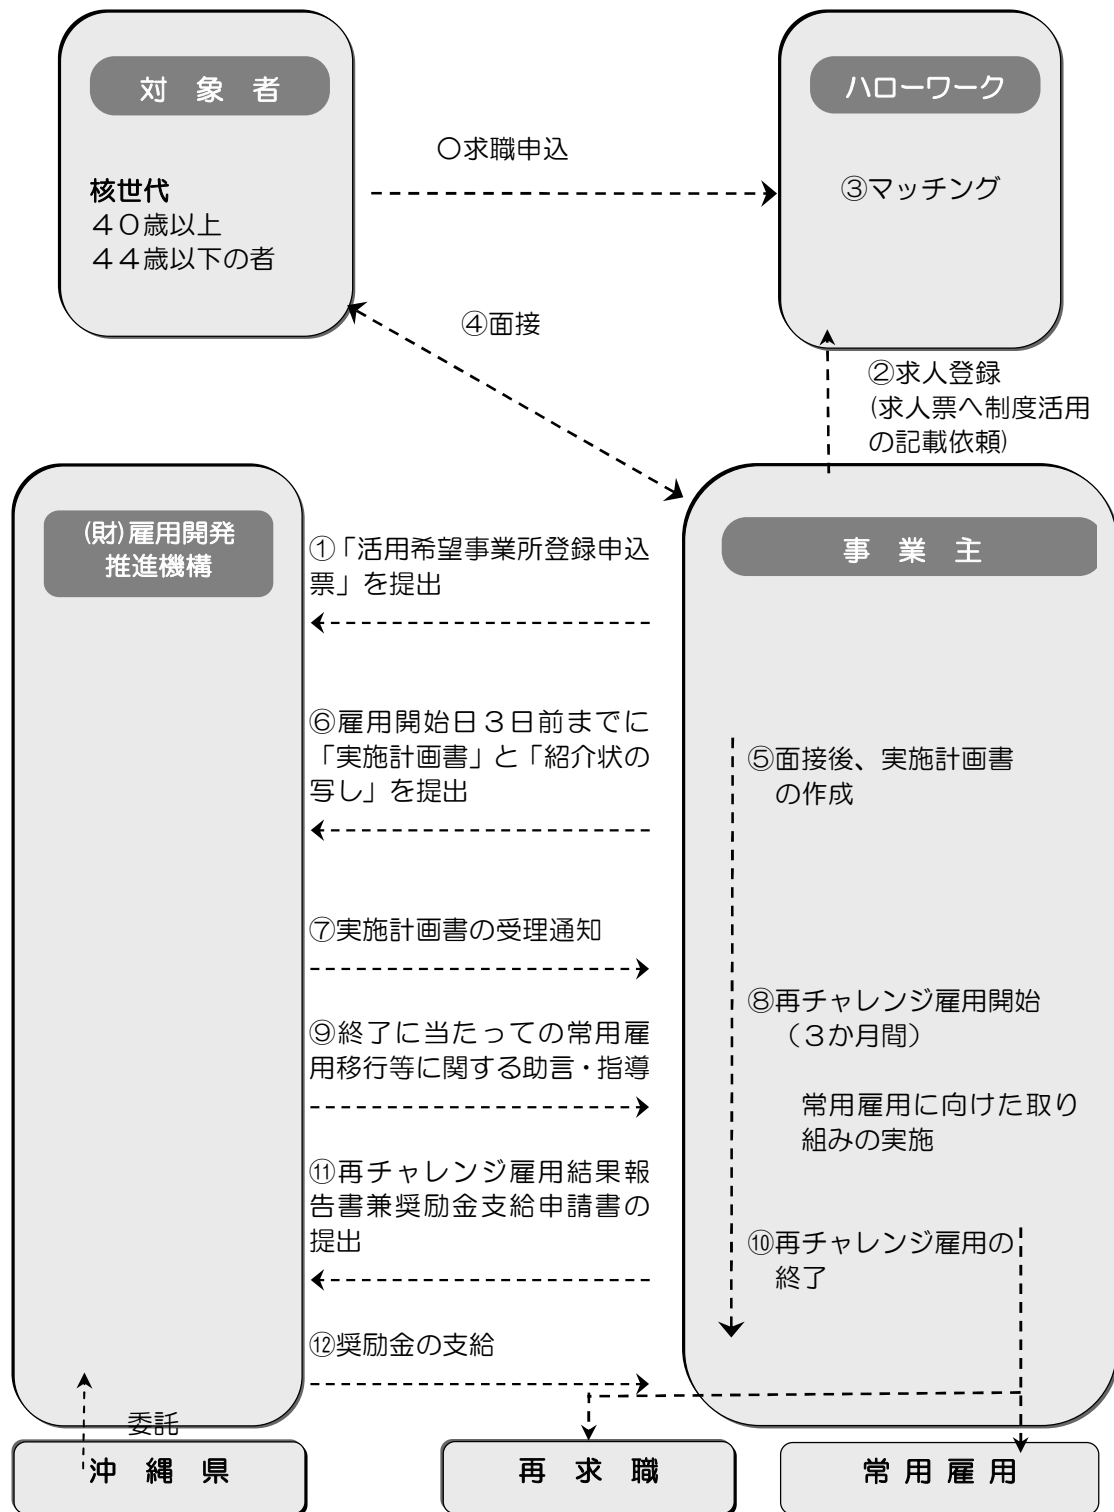 対 象 者
核世代
４０歳以上
４４歳以下の者
〇求職申込
ハローワーク
③マッチング
④面接
②求人登録
(求人票へ制度活用
の記載依頼)
(財)雇用開発
推進機構
①「活用希望事業所登録申込
票」を提出
事 業 主
⑥雇用開始日３日前までに
「実施計画書」と「紹介状の
写し」を提出
⑤面接後、実施計画書
の作成
⑦実施計画書の受理通知
⑧再チャレンジ雇用開始
（３か月間）
常用雇用に向けた取り
組みの実施
⑨終了に当たっての常用雇
用移行等に関する助言・指導
⑪再チャレンジ雇用結果報
告書兼奨励金支給申請書の
提出
⑩再チャレンジ雇用の
終了
⑫奨励金の支給
委託
沖 縄 県
再 求 職
常 用 雇 用